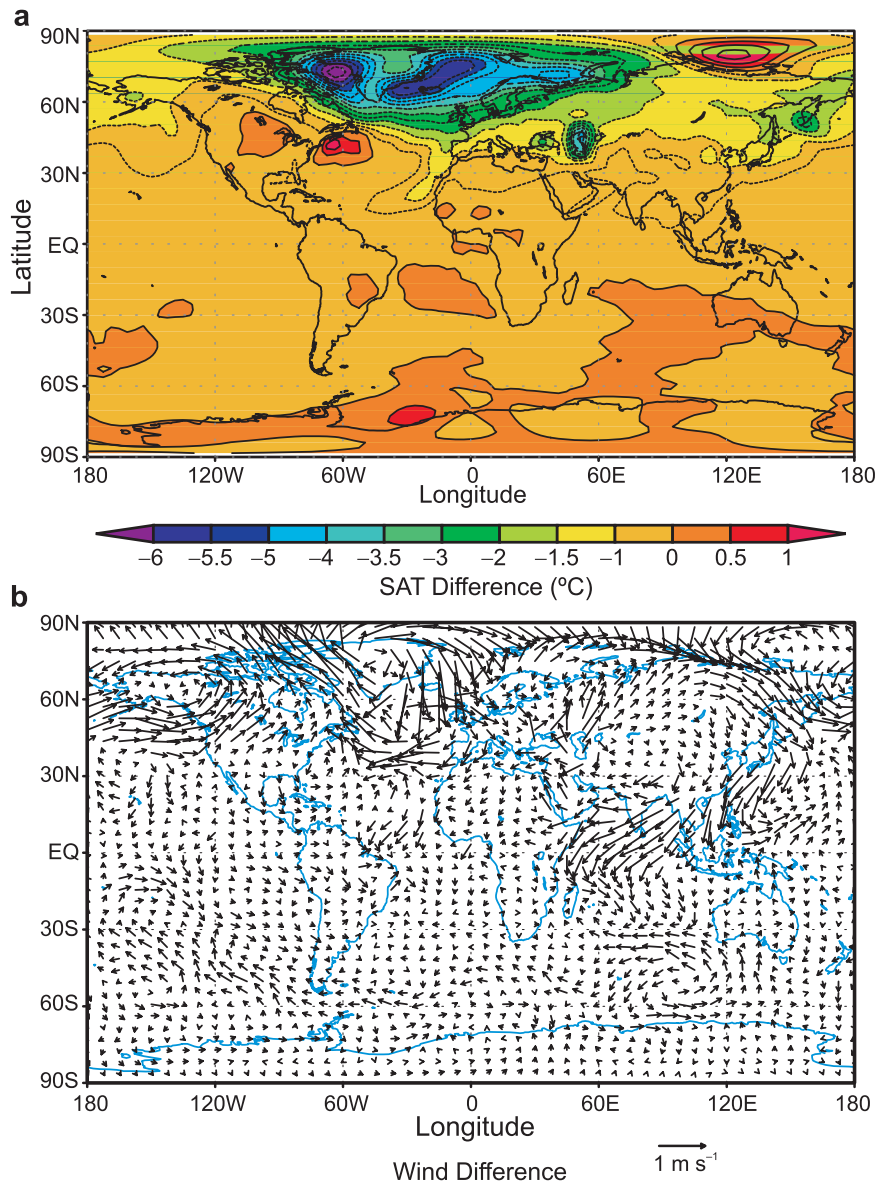 a
90N
60N
30N
EQ
30S
60S
90S
Latitude
180 120W 60W 0 60E 120E 180
Longitude
–6 –5.5 –5 –4 –3.5 –3 –2 –1.5 –1 0 0.5 1
SAT Difference (ºC)
b
90N
60N
30N
EQ
30S
60S
90S
180 120W 60W 0 60E 120E 180
Longitude
1 m s⁻¹
Wind Difference